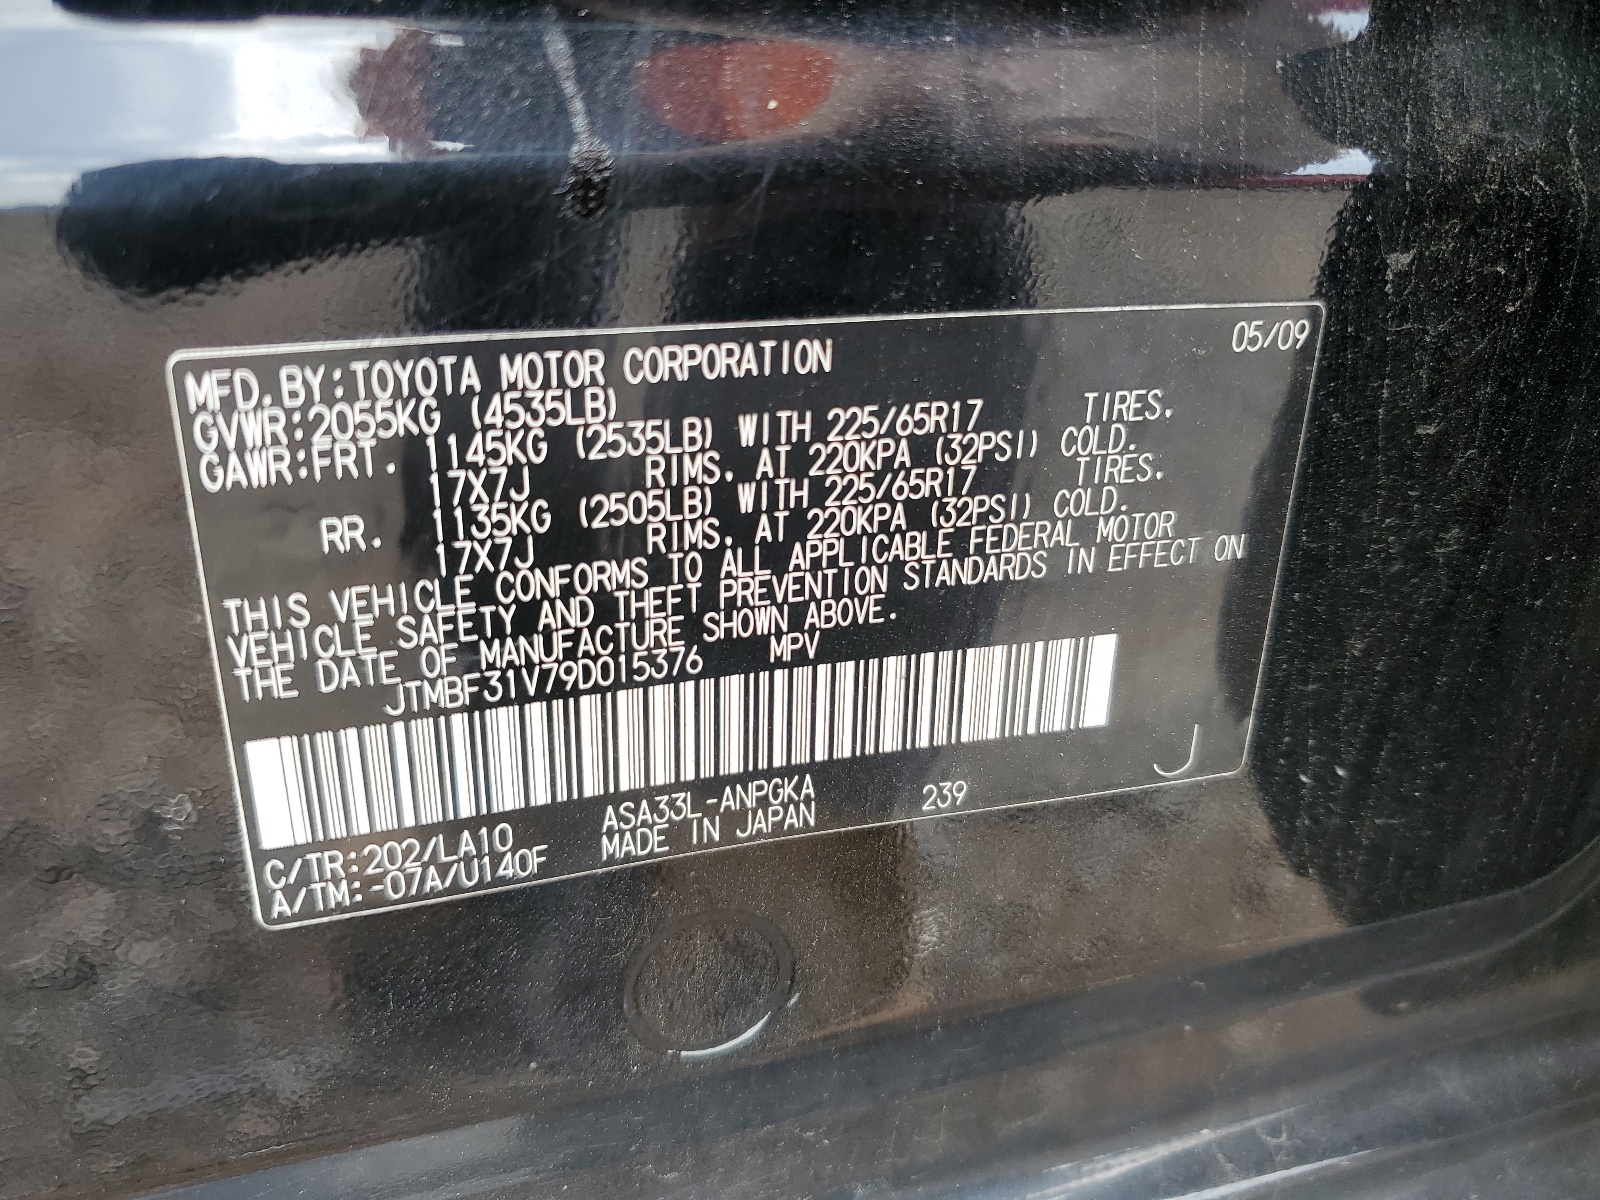 05/09
MFD. BY:TOYOTA MOTOR CORPORATION
GVWR:2055KG (4535LB)
GAWR:FRT. 1145KG (2535LB) WITH 225/65R17 TIRES.
17X7J RIMS. AT 220KPA (32PSI) COLD.
RR. 1135KG (2505LB) WITH 225/65R17 TIRES.
17X7J RIMS. AT 220KPA (32PSI) COLD.
THIS VEHICLE CONFORMS TO ALL APPLICABLE FEDERAL MOTOR
VEHICLE SAFETY AND THEFT PREVENTION STANDARDS IN EFFECT ON
THE DATE OF MANUFACTURE SHOWN ABOVE.
JTMBF31V79D015376 MPV
C/TR:202/LA10 ASA33L-ANPGKA 239 J
A/TM:-07A/U140F MADE IN JAPAN